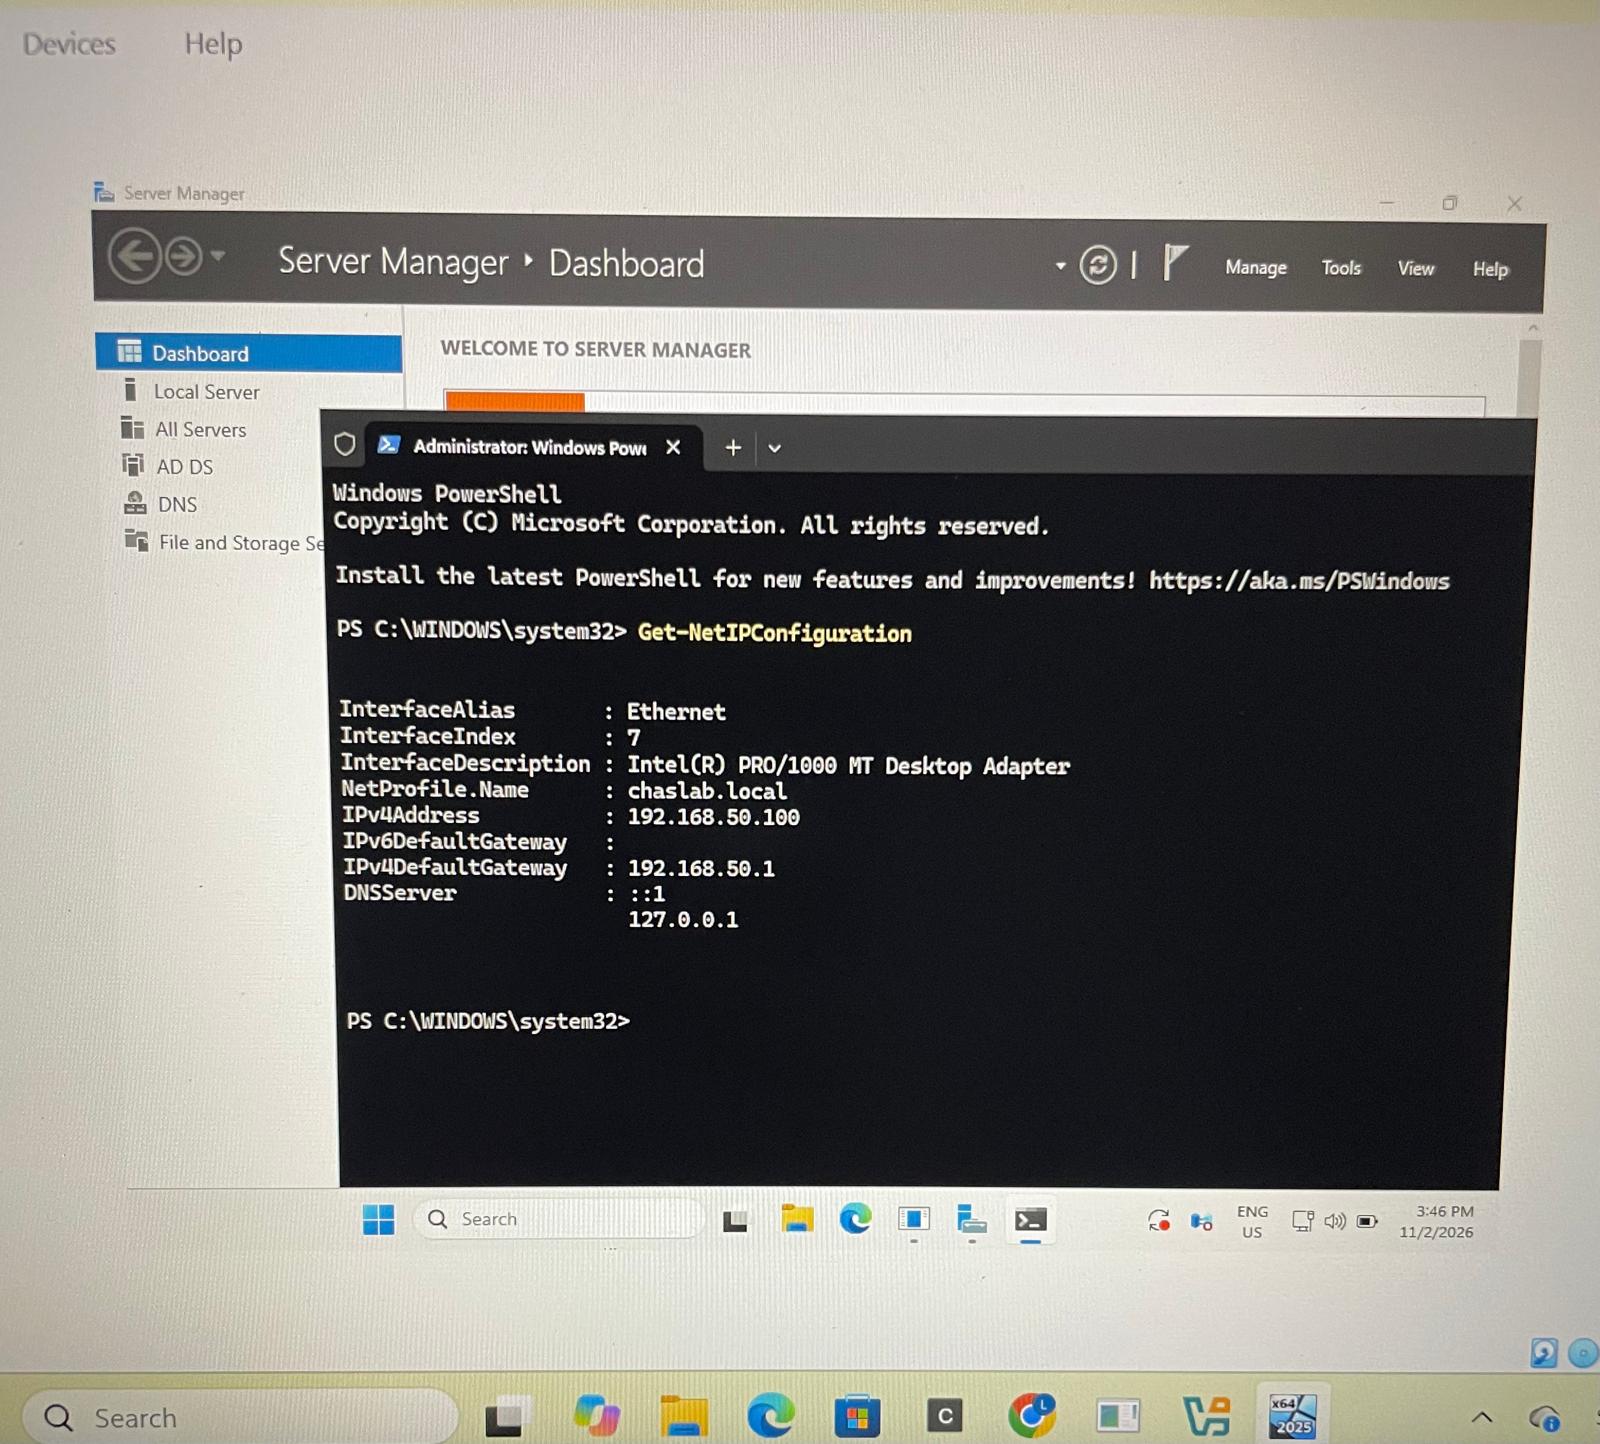 Devices Help
Server Manager
Server Manager Dashboard
Manage Tools View Help
Dashboard
Local Server
All Servers
AD DS
DNS
File and Storage Se
WELCOME TO SERVER MANAGER
Administrator: Windows Pow
Windows PowerShell
Copyright (C) Microsoft Corporation. All rights reserved.
Install the latest PowerShell for new features and improvements! https://aka.ms/PSWindows
PS C:\WINDOWS\system32> Get-NetIPConfiguration
InterfaceAlias : Ethernet
InterfaceIndex : 7
InterfaceDescription : Intel(R) PRO/1000 MT Desktop Adapter
NetProfile.Name : chaslab.local
IPv4Address : 192.168.50.100
IPv6DefaultGateway :
IPv4DefaultGateway : 192.168.50.1
DNSServer : ::1
127.0.0.1
PS C:\WINDOWS\system32>
Search
ENG
US
3:46 PM
11/2/2026
Search
C
L
x64
2025